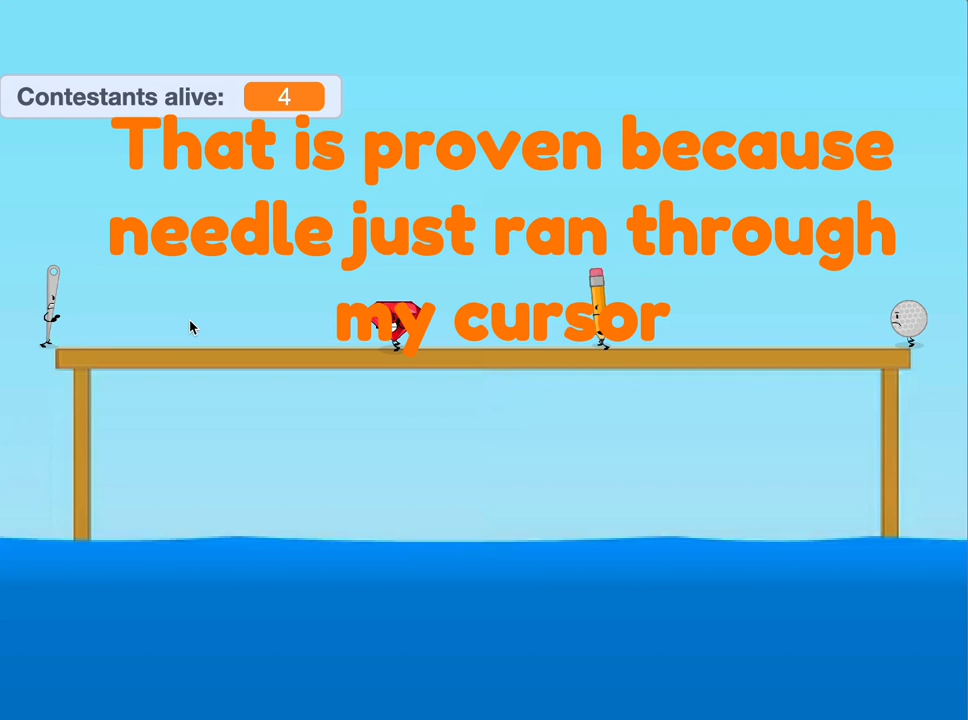 Contestants alive: 4
That is proven because
needle just ran through
my cursor